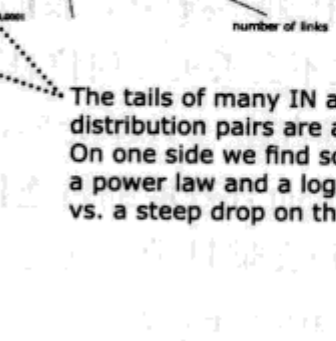 number of links
The tails of many IN a
distribution pairs are a
On one side we find so
a power law and a log
vs. a steep drop on th